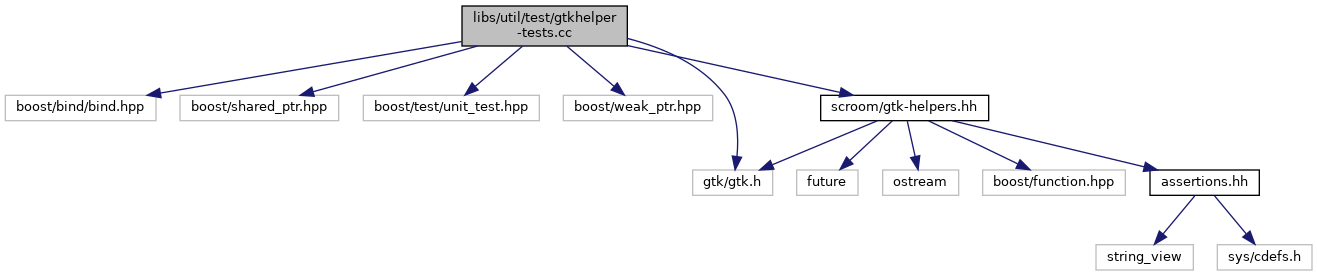 libs/util/test/gtkhelper
-tests.cc
boost/bind/bind.hpp
boost/shared_ptr.hpp
boost/test/unit_test.hpp
boost/weak_ptr.hpp
scroom/gtk-helpers.hh
gtk/gtk.h
future
ostream
boost/function.hpp
assertions.hh
string_view
sys/cdefs.h